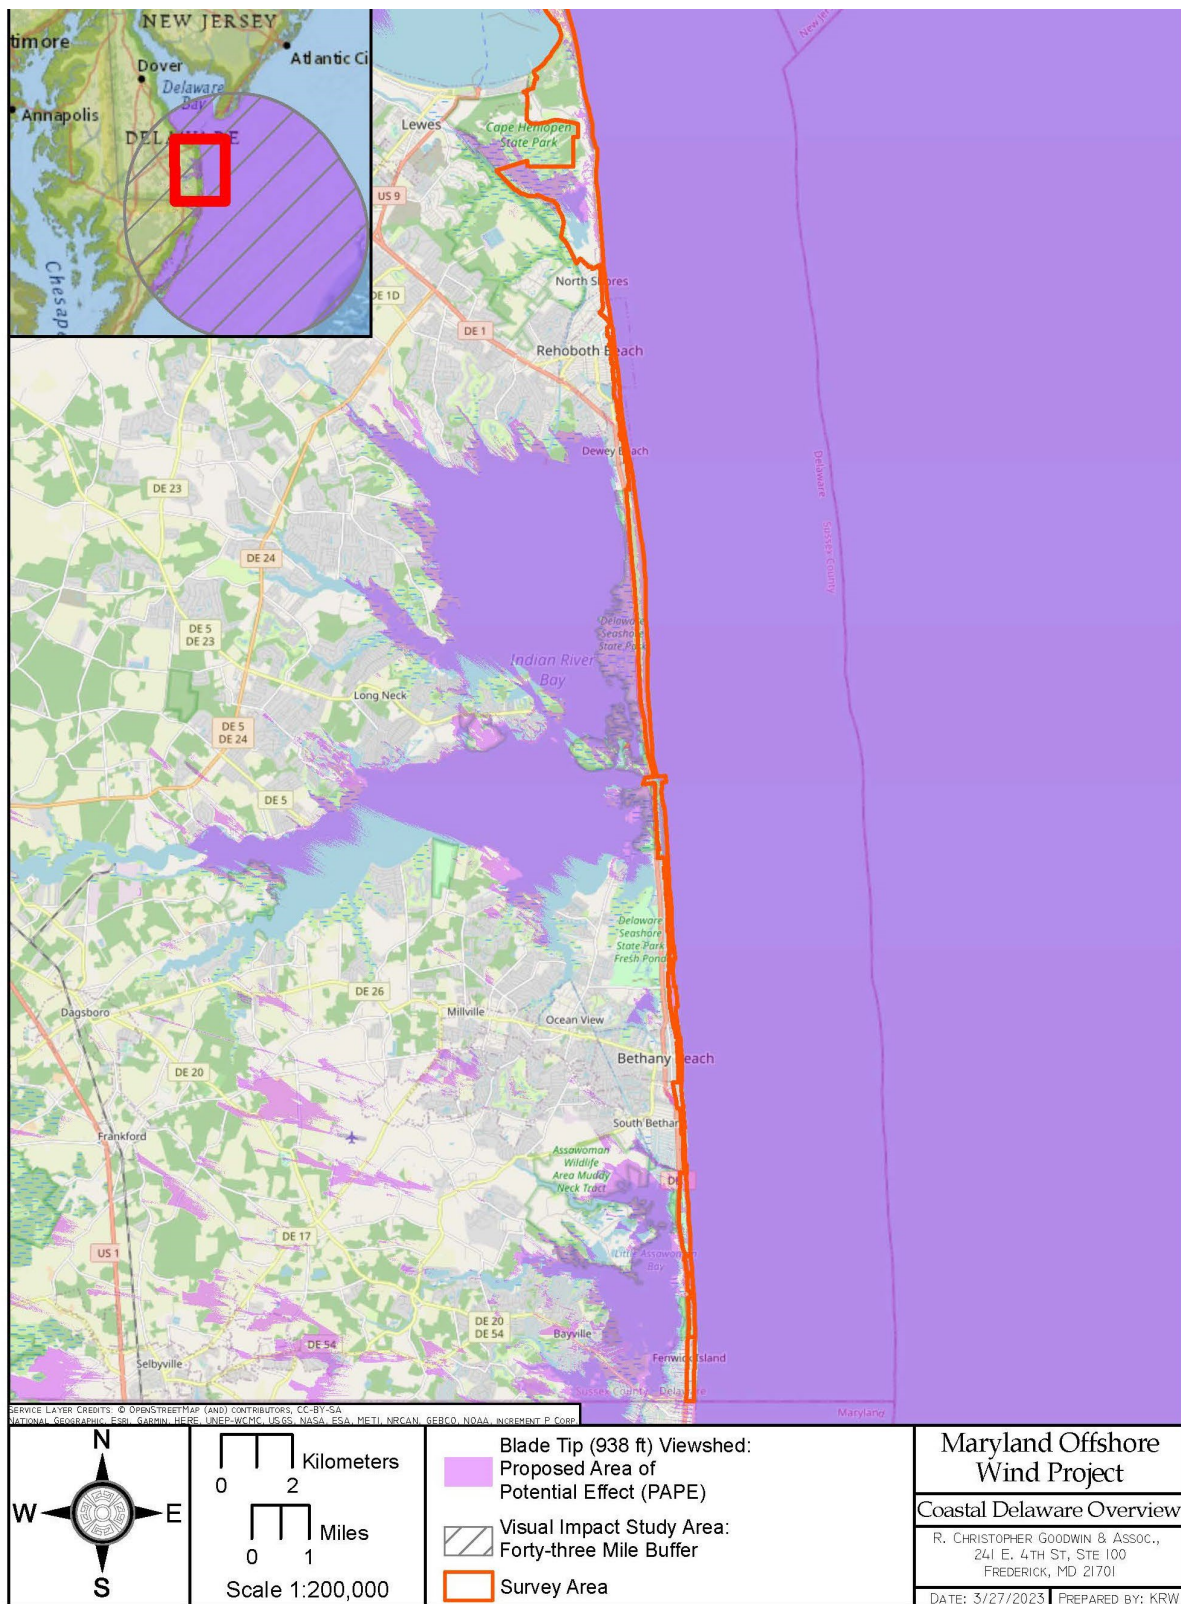 NEW JERSEY
timore
Dover
Atlantic Ci
Delaware
Bay
Annapolis
DELAWARE
Chesap
New Jer
Lewes
Cape Henlopen
State Park
US 9
North Shores
DE 1D
DE 1
Rehoboth Beach
Dewey Beach
DE 23
Delaware
Sussex County
DE 24
Delaware
Seashore
State Park
DE 5
DE 23
Indian River
Bay
Long Neck
DE 5
DE 24
DE 5
Delaware
Seashore
State Park
Fresh Pond
DE 26
Dagsboro
Millville
Ocean View
Bethany Beach
DE 20
South Bethany
Frankford
Assawoman
Wildlife
Area Muddy
Neck Tract
DE
DE 17
US 1
Little Assawoman
Bay
DE 20
DE 54
Bayville
DE 54
Fenwick Island
Selbyville
Sussex County Delaware
Maryland
SERVICE LAYER CREDITS: © OPENSTREETMAP (AND) CONTRIBUTORS, CC-BY-SA
NATIONAL GEOGRAPHIC, ESRI, GARMIN, HERE, UNEP-WCMC, USGS, NASA, ESA, METI, NRCAN, GEBCO, NOAA, INCREMENT P CORP.
N
W
E
S
0 2 Kilometers
0 1 Miles
Scale 1:200,000
Blade Tip (938 ft) Viewshed:
Proposed Area of
Potential Effect (PAPE)
Visual Impact Study Area:
Forty-three Mile Buffer
Survey Area
Maryland Offshore
Wind Project
Coastal Delaware Overview
R. CHRISTOPHER GOODWIN & ASSOC.,
241 E. 4TH ST, STE 100
FREDERICK, MD 21701
DATE: 3/27/2023
PREPARED BY: KRW